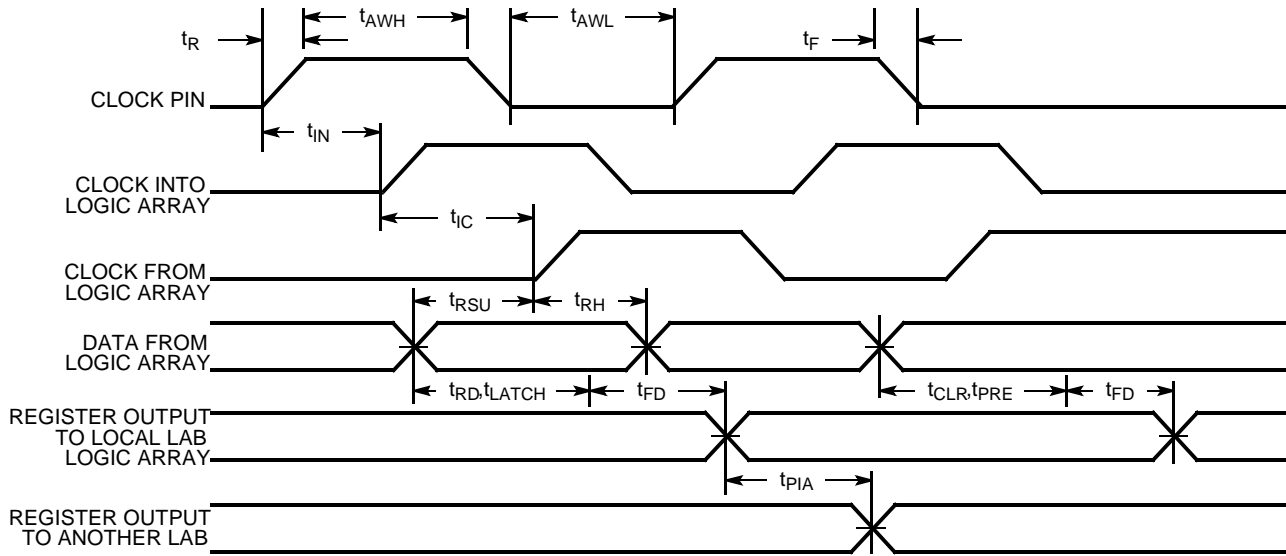 tAWH
tAWL
tR
tF
CLOCK PIN
tIN
CLOCK INTO
LOGIC ARRAY
tIC
CLOCK FROM
LOGIC ARRAY
tRSU
tRH
DATA FROM
LOGIC ARRAY
tRD,tLATCH
tFD
tCLR,tPRE
tFD
REGISTER OUTPUT
TO LOCAL LAB
LOGIC ARRAY
tPIA
REGISTER OUTPUT
TO ANOTHER LAB